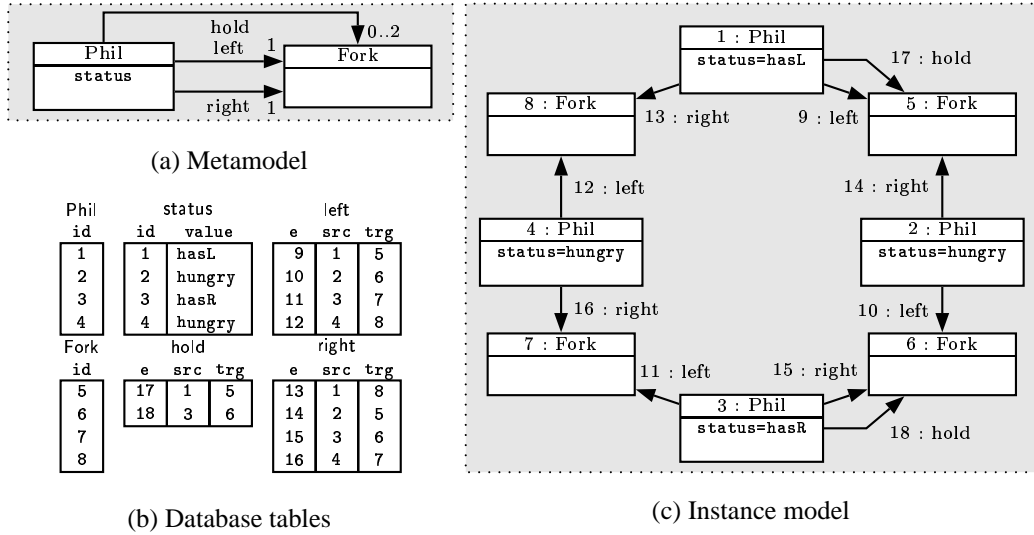 hold
left 1
0..2
Phil
status
Fork
right 1
(a) Metamodel
Phil
id
1
2
3
4
status
id value
1 hasL
2 hungry
3 hasR
4 hungry
left
e src trg
9 1 5
10 2 6
11 3 7
12 4 8
Fork
id
5
6
7
8
hold
e src trg
17 1 5
18 3 6
right
e src trg
13 1 8
14 2 5
15 3 6
16 4 7
(b) Database tables
1 : Phil
status=hasL
17 : hold
8 : Fork
13 : right
9 : left
5 : Fork
12 : left
14 : right
4 : Phil
status=hungry
2 : Phil
status=hungry
16 : right
10 : left
7 : Fork
6 : Fork
11 : left
15 : right
3 : Phil
status=hasR
18 : hold
(c) Instance model